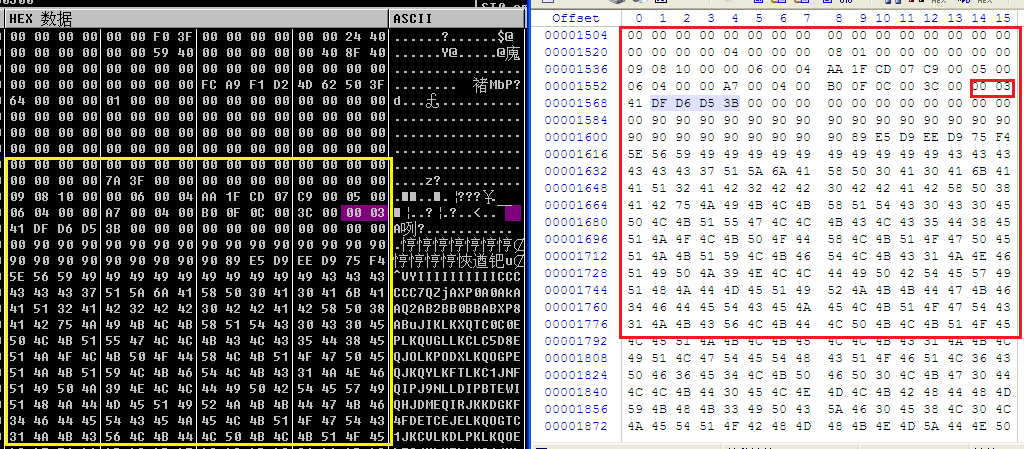 HEX 数据 ASCII
00 00 00 00 00 00 F0 3F 00 00 00 00 00 00 24 40 ......?......$@
00 00 00 00 00 00 59 40 00 00 00 00 00 40 8F 40
00 00 00 00 00 00 00 00 00 00 00 00 00 00 00 00 ................
00 00 00 00 00 00 00 00 FC A9 F1 D2 4D 62 50 3F
64 00 00 00 01 00 00 00 00 00 00 00 00 00 00 00
00 00 00 00 00 00 00 00 00 00 00 00 00 00 00 00 ................
00 00 00 00 00 00 00 00 00 00 00 00 00 00 00 00 ................
00 00 00 00 00 00 00 00 00 00 00 00 00 00 00 00 ................
00 00 00 00 00 00 00 00 00 00 00 00 00 00 00 00 ................
00 00 00 00 7A 3F 00 00 00 00 00 00 00 00 00 00 ....z?..........
09 08 10 00 00 06 00 04 AA 1F CD 07 C9 00 05 00
06 04 00 00 A7 00 04 00 B0 0F 0C 00 3C 00 00 03
41 DF D6 D5 3B 00 00 00 00 00 00 00 00 00 00 00
00 90 90 90 90 90 90 90 90 90 90 90 90 90 90 90
90 90 90 90 90 90 90 90 90 89 E5 D9 EE D9 75 F4
5E 56 59 49 49 49 49 49 49 49 49 49 49 43 43 43 ^VYIIIIIIIIIICCC
43 43 43 37 51 5A 6A 41 58 50 30 41 30 41 6B 41 CCC7QZjAXP0A0AkA
41 51 32 41 42 32 42 42 30 42 42 41 42 58 50 38 AQ2AB2BB0BBABXP8
41 42 75 4A 49 4B 4C 4B 58 51 54 43 30 43 30 45 ABuJIKLKXQTC0C0E
50 4C 4B 51 55 47 4C 4C 4B 43 4C 43 35 44 38 45 PLKQUGLLKCLC5D8E
51 4A 4F 4C 4B 50 4F 44 58 4C 4B 51 4F 47 50 45 QJOLKPODXLKQOGPE
51 4A 4B 51 59 4C 4B 46 54 4C 4B 43 31 4A 4E 46 QJKQYLKFTLKC1JNF
51 49 50 4A 39 4E 4C 4C 44 49 50 42 54 45 57 49 QIPJ9NLLDIPBTEWI
51 48 4A 44 4D 45 51 49 52 4A 4B 4B 44 47 4B 46 QHJDMEQIRJKKDGKF
34 46 44 45 54 43 45 4A 45 4C 4B 51 4F 47 54 43 4FDETCEJELKQOGTC
31 4A 4B 43 56 4C 4B 44 4C 50 4B 4C 4B 51 4F 45 1JKCVLKDLPKLKQOE
Offset 0 1 2 3 4 5 6 7 8 9 10 11 12 13 14 15
00001504 00 00 00 00 00 00 00 00 00 00 00 00 00 00 00 00
00001520 00 00 00 00 04 00 00 00 08 01 00 00 00 00 00 00
00001536 09 08 10 00 00 06 00 04 AA 1F CD 07 C9 00 05 00
00001552 06 04 00 00 A7 00 04 00 B0 0F 0C 00 3C 00 00 03
00001568 41 DF D6 D5 3B 00 00 00 00 00 00 00 00 00 00 00
00001584 00 90 90 90 90 90 90 90 90 90 90 90 90 90 90 90
00001600 90 90 90 90 90 90 90 90 90 89 E5 D9 EE D9 75 F4
00001616 5E 56 59 49 49 49 49 49 49 49 49 49 49 43 43 43
00001632 43 43 43 37 51 5A 6A 41 58 50 30 41 30 41 6B 41
00001648 41 51 32 41 42 32 42 42 30 42 42 41 42 58 50 38
00001664 41 42 75 4A 49 4B 4C 4B 58 51 54 43 30 43 30 45
00001680 50 4C 4B 51 55 47 4C 4C 4B 43 4C 43 35 44 38 45
00001696 51 4A 4F 4C 4B 50 4F 44 58 4C 4B 51 4F 47 50 45
00001712 51 4A 4B 51 59 4C 4B 46 54 4C 4B 43 31 4A 4E 46
00001728 51 49 50 4A 39 4E 4C 4C 44 49 50 42 54 45 57 49
00001744 51 48 4A 44 4D 45 51 49 52 4A 4B 4B 44 47 4B 46
00001760 34 46 44 45 54 43 45 4A 45 4C 4B 51 4F 47 54 43
00001776 31 4A 4B 43 56 4C 4B 44 4C 50 4B 4C 4B 51 4F 45
00001792 4C 45 51 4A 4B 4C 4B 45 4C 4C 4B 43 31 4A 4B 4C
00001808 49 51 4C 47 54 45 54 48 43 51 4F 46 51 4C 36 43
00001824 50 46 36 45 34 4C 4B 50 46 50 30 4C 4B 47 30 44
00001840 4C 4C 4B 44 30 45 4C 4E 4D 4C 4B 42 48 44 48 4D
00001856 59 4B 48 4B 33 49 50 43 5A 46 30 45 38 4C 30 4C
00001872 4A 45 54 51 4F 42 48 4D 48 4B 4E 4D 5A 44 4E 50